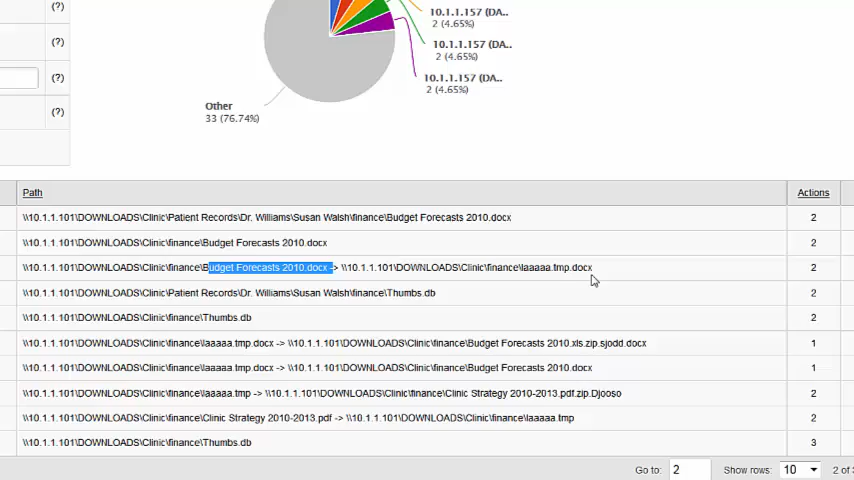 (?)
10.1.1.157 (DA..
2 (4.65%)
(?)
10.1.1.157 (DA..
2 (4.65%)
(?)
10.1.1.157 (DA..
2 (4.65%)
Other
33 (76.74%)
(?)
Path Actions
\\10.1.1.101\DOWNLOADS\Clinic\Patient Records\Dr. Williams\Susan Walsh\finance\Budget Forecasts 2010.docx 2
\\10.1.1.101\DOWNLOADS\Clinic\finance\Budget Forecasts 2010.docx 2
\\10.1.1.101\DOWNLOADS\Clinic\finance\Budget Forecasts 2010.docx -> \\10.1.1.101\DOWNLOADS\Clinic\finance\laaaaa.tmp.docx 2
\\10.1.1.101\DOWNLOADS\Clinic\Patient Records\Dr. Williams\Susan Walsh\finance\Thumbs.db 2
\\10.1.1.101\DOWNLOADS\Clinic\finance\Thumbs.db 2
\\10.1.1.101\DOWNLOADS\Clinic\finance\laaaaa.tmp.docx -> \\10.1.1.101\DOWNLOADS\Clinic\finance\Budget Forecasts 2010.xls.zip.sjodd.docx 1
\\10.1.1.101\DOWNLOADS\Clinic\finance\laaaaa.tmp.docx -> \\10.1.1.101\DOWNLOADS\Clinic\finance\Budget Forecasts 2010.docx 1
\\10.1.1.101\DOWNLOADS\Clinic\finance\laaaaa.tmp -> \\10.1.1.101\DOWNLOADS\Clinic\finance\Clinic Strategy 2010-2013.pdf.zip.Djooso 2
\\10.1.1.101\DOWNLOADS\Clinic\finance\Clinic Strategy 2010-2013.pdf -> \\10.1.1.101\DOWNLOADS\Clinic\finance\laaaaa.tmp 2
\\10.1.1.101\DOWNLOADS\Clinic\finance\Thumbs.db 3
Go to: 2 Show rows: 10 2 of